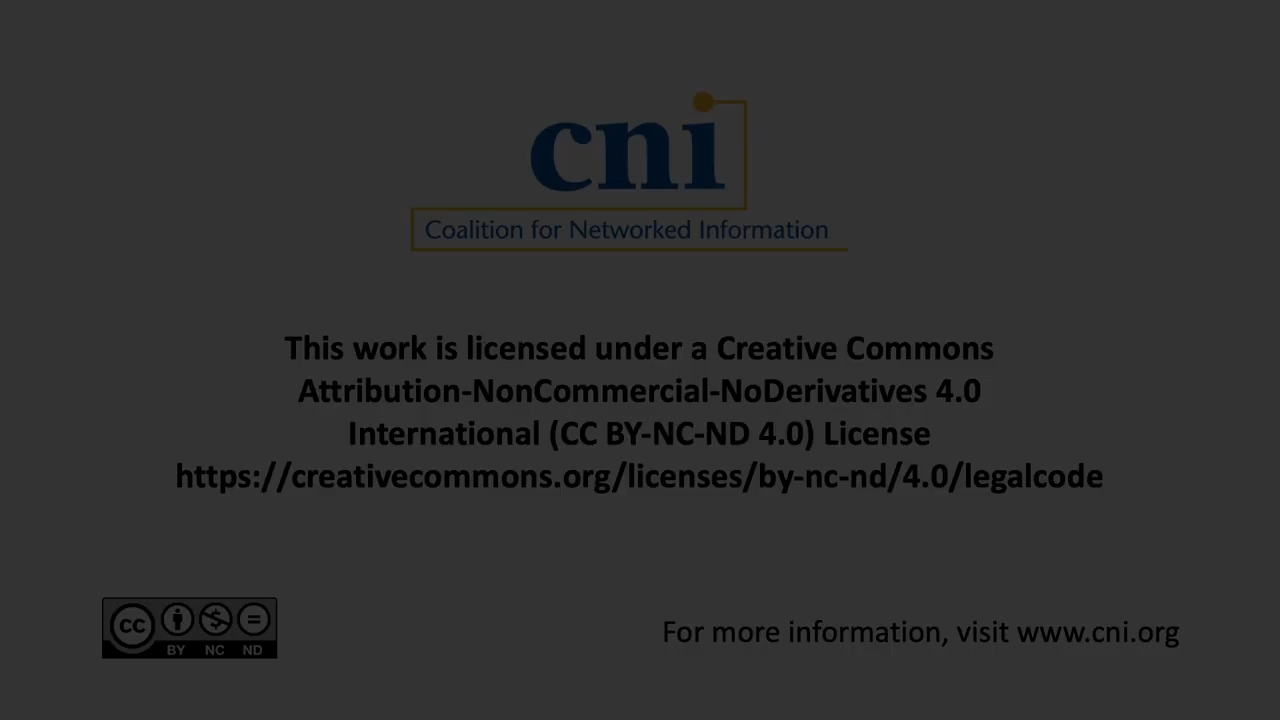 cni
Coalition for Networked Information
This work is licensed under a Creative Commons
Attribution-NonCommercial-NoDerivatives 4.0
International (CC BY-NC-ND 4.0) License
https://creativecommons.org/licenses/by-nc-nd/4.0/legalcode
CC BY NC ND
For more information, visit www.cni.org